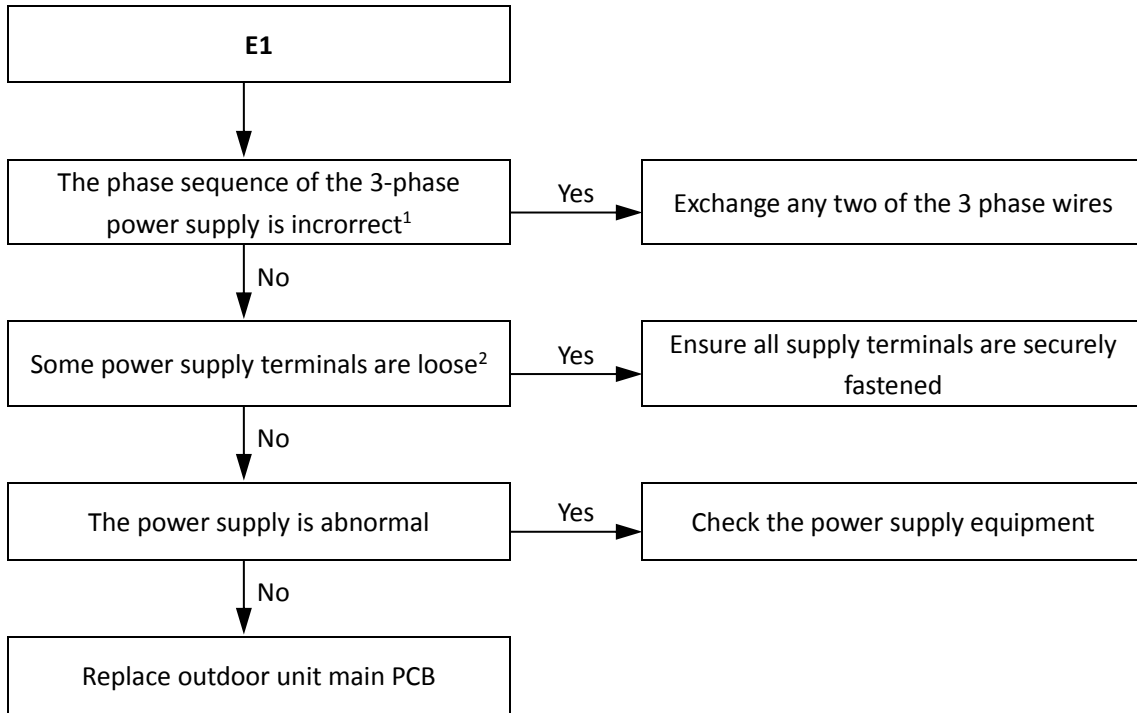 E1
The phase sequence of the 3-phase
power supply is incrorrect¹
Yes
Exchange any two of the 3 phase wires
No
Some power supply terminals are loose²
Yes
Ensure all supply terminals are securely
fastened
No
The power supply is abnormal
Yes
Check the power supply equipment
No
Replace outdoor unit main PCB